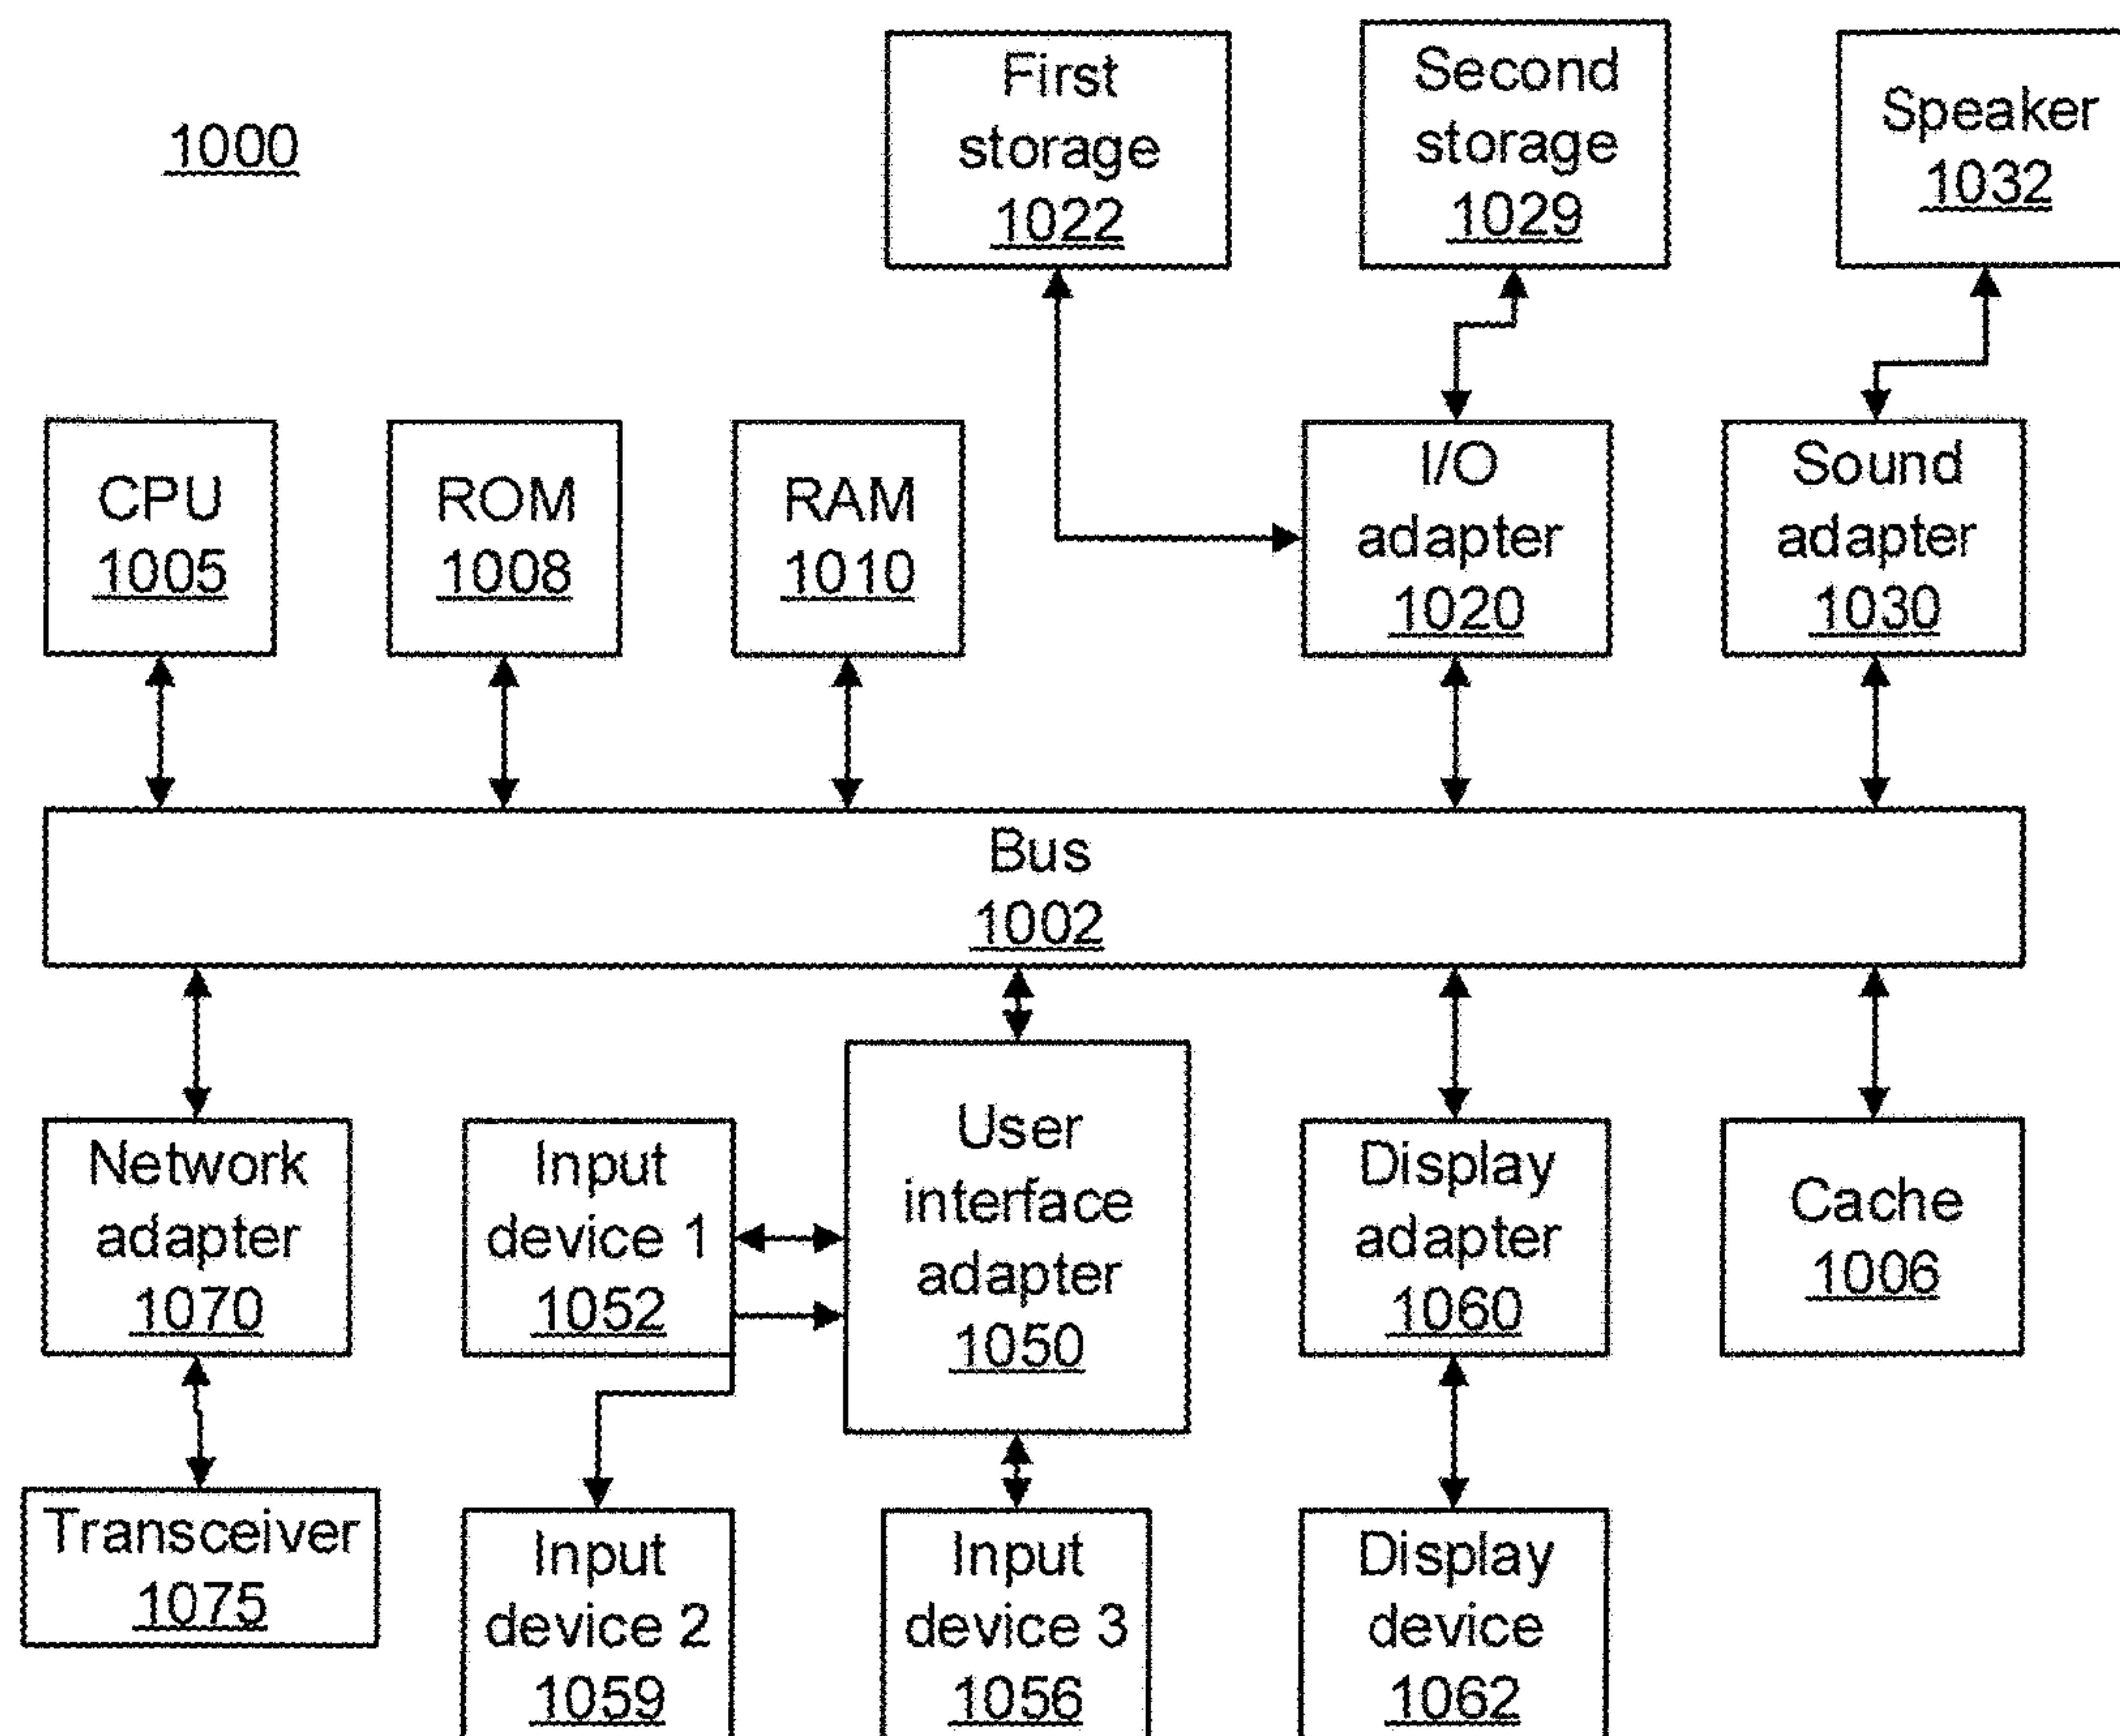 1000
First
storage
1022
Second
storage
1029
Speaker
1032
CPU
1005
ROM
1008
RAM
1010
I/O
adapter
1020
Sound
adapter
1030
Bus
1002
Network
adapter
1070
Input
device 1
1052
User
interface
adapter
1050
Display
adapter
1060
Cache
1006
Transceiver
1075
Input
device 2
1059
Input
device 3
1056
Display
device
1062